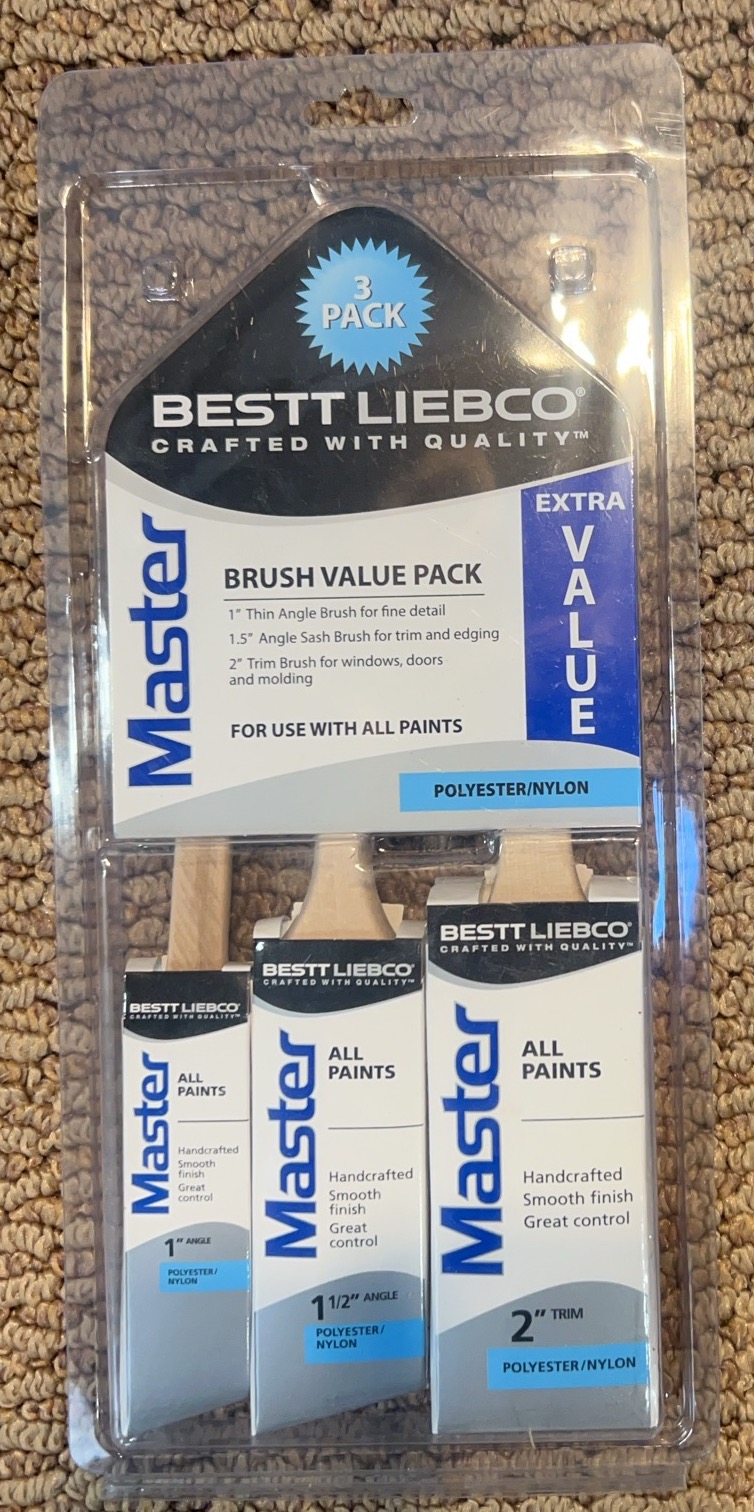 3
PACK
BESTT LIEBCO®
CRAFTED WITH QUALITY™
Master
BRUSH VALUE PACK
1" Thin Angle Brush for fine detail
1.5" Angle Sash Brush for trim and edging
2" Trim Brush for windows, doors
and molding
FOR USE WITH ALL PAINTS
EXTRA
VALUE
POLYESTER/NYLON
BESTT LIEBCO®
CRAFTED WITH QUALITY™
Master
ALL
PAINTS
Handcrafted
Smooth
finish
Great
control
1" ANGLE
POLYESTER/
NYLON
BESTT LIEBCO®
CRAFTED WITH QUALITY™
Master
ALL
PAINTS
Handcrafted
Smooth
finish
Great
control
1 1/2" ANGLE
POLYESTER/
NYLON
BESTT LIEBCO®
CRAFTED WITH QUALITY™
Master
ALL
PAINTS
Handcrafted
Smooth finish
Great control
2" TRIM
POLYESTER/NYLON